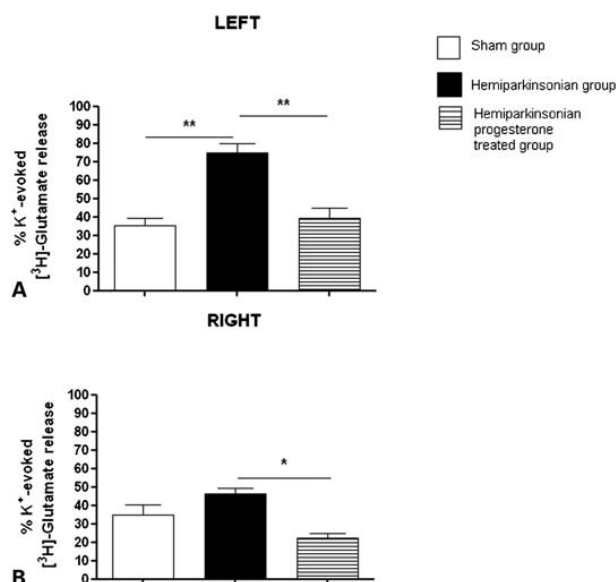 LEFT
Sham group
Hemiparkinsonian group
Hemiparkinsonian
progesterone
treated group
% K⁺-evoked
[³H]-Glutamate release
100
90
80
70
60
50
40
30
20
10
0
**
**
A
RIGHT
% K⁺-evoked
[³H]-Glutamate release
100
90
80
70
60
50
40
30
20
10
0
*
B